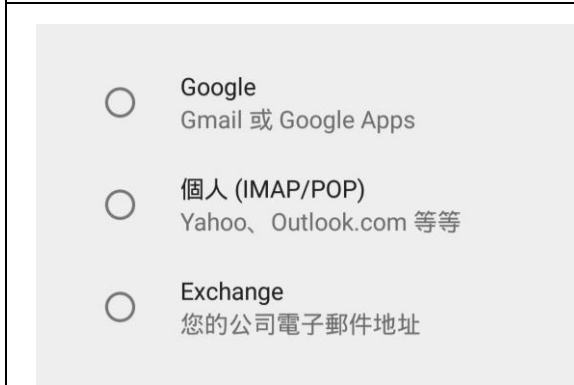 Google
Gmail 或 Google Apps
個人 (IMAP/POP)
Yahoo、Outlook.com 等等
Exchange
您的公司電子郵件地址